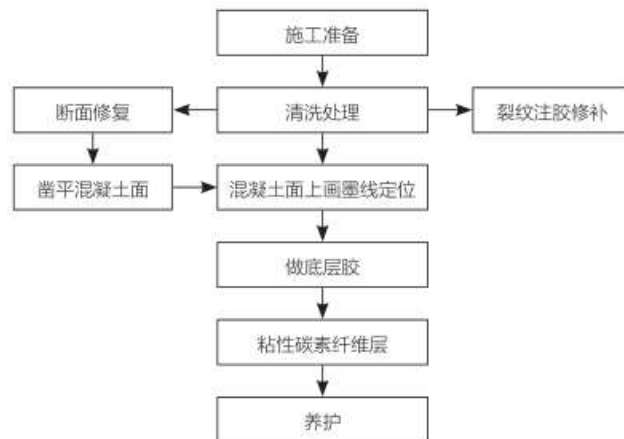 施工准备
断面修复
清洗处理
裂纹注胶修补
凿平混凝土面
混凝土面上画墨线定位
做底层胶
粘性碳素纤维层
养护